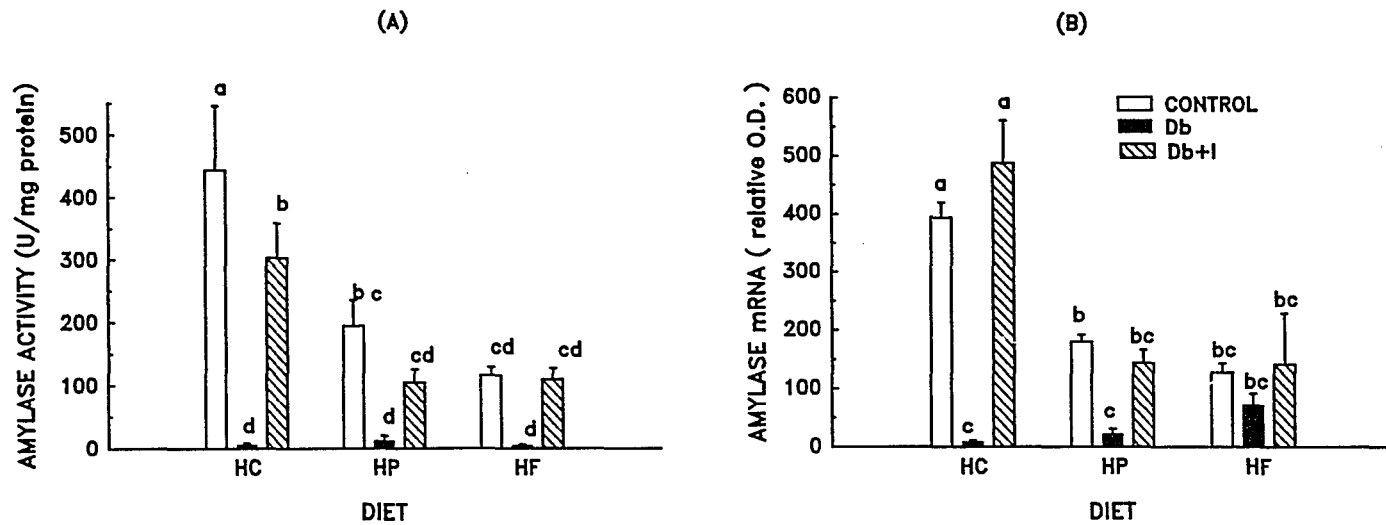 (A)
AMYLASE ACTIVITY (U/mg protein)
500
400
300
200
100
0
a
d
b
b c
d
cd
cd
d
cd
HC HP HF
DIET
(B)
AMYLASE mRNA ( relative O.D.)
600
500
400
300
200
100
0
CONTROL
Db
Db+I
a
c
a
b
c
bc
bc
bc
bc
HC HP HF
DIET